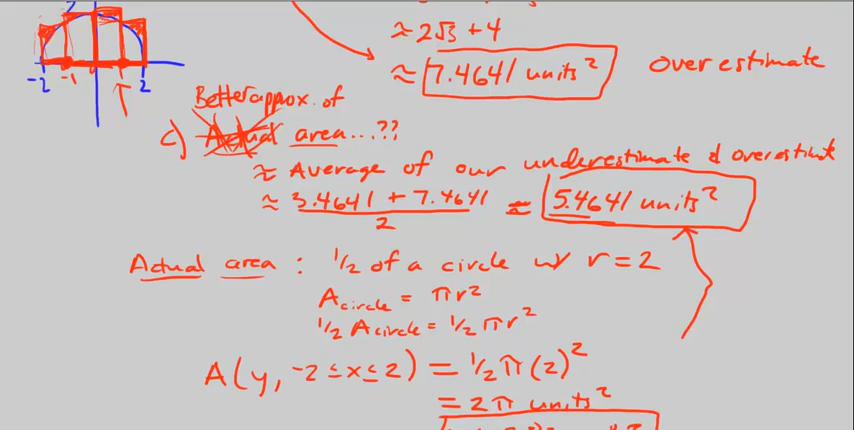 ≈ 2√3 + 4
≈ 7.4641 units² overestimate
2
-2 -1 2
Better approx. of
c) Actual area...??
≈ Average of our underestimate & overestimate
≈ 3.4641 + 7.4641 / 2 ≈ 5.4641 units²
Actual area : 1/2 of a circle w/ r = 2
A circle = πr²
1/2 A circle = 1/2 πr²
A(y, -2 ≤ x ≤ 2) = 1/2 π(2)²
= 2π units²